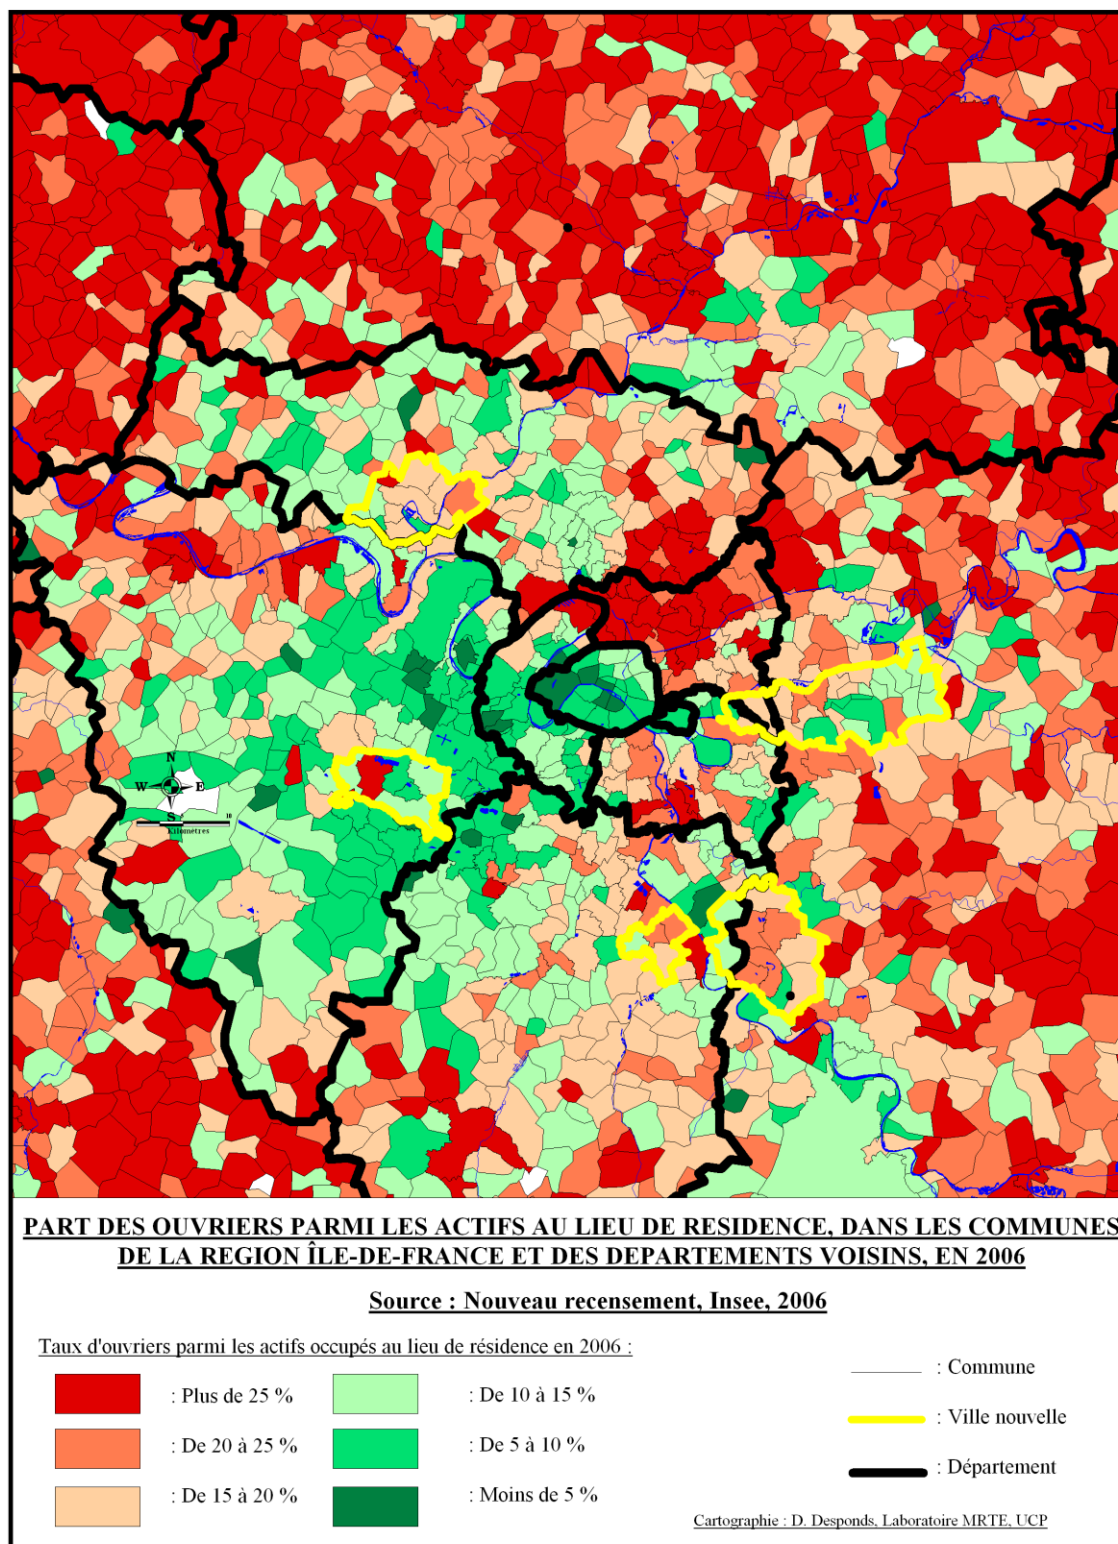 N
W E
S
10
Kilomètres
PART DES OUVRIERS PARMI LES ACTIFS AU LIEU DE RESIDENCE, DANS LES COMMUNES
DE LA REGION ÎLE-DE-FRANCE ET DES DEPARTEMENTS VOISINS, EN 2006
Source : Nouveau recensement, Insee, 2006
Taux d'ouvriers parmi les actifs occupés au lieu de résidence en 2006 :
: Plus de 25 %
: De 20 à 25 %
: De 15 à 20 %
: De 10 à 15 %
: De 5 à 10 %
: Moins de 5 %
: Commune
: Ville nouvelle
: Département
Cartographie : D. Desponds, Laboratoire MRTE, UCP